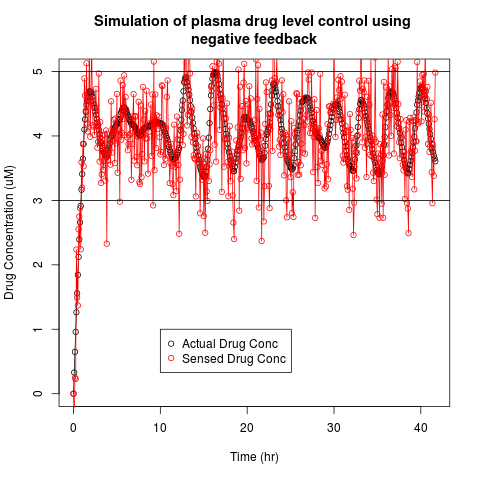 Simulation of plasma drug level control using
negative feedback
Drug Concentration (uM)
5
4
3
2
1
0
Actual Drug Conc
Sensed Drug Conc
0 10 20 30 40
Time (hr)